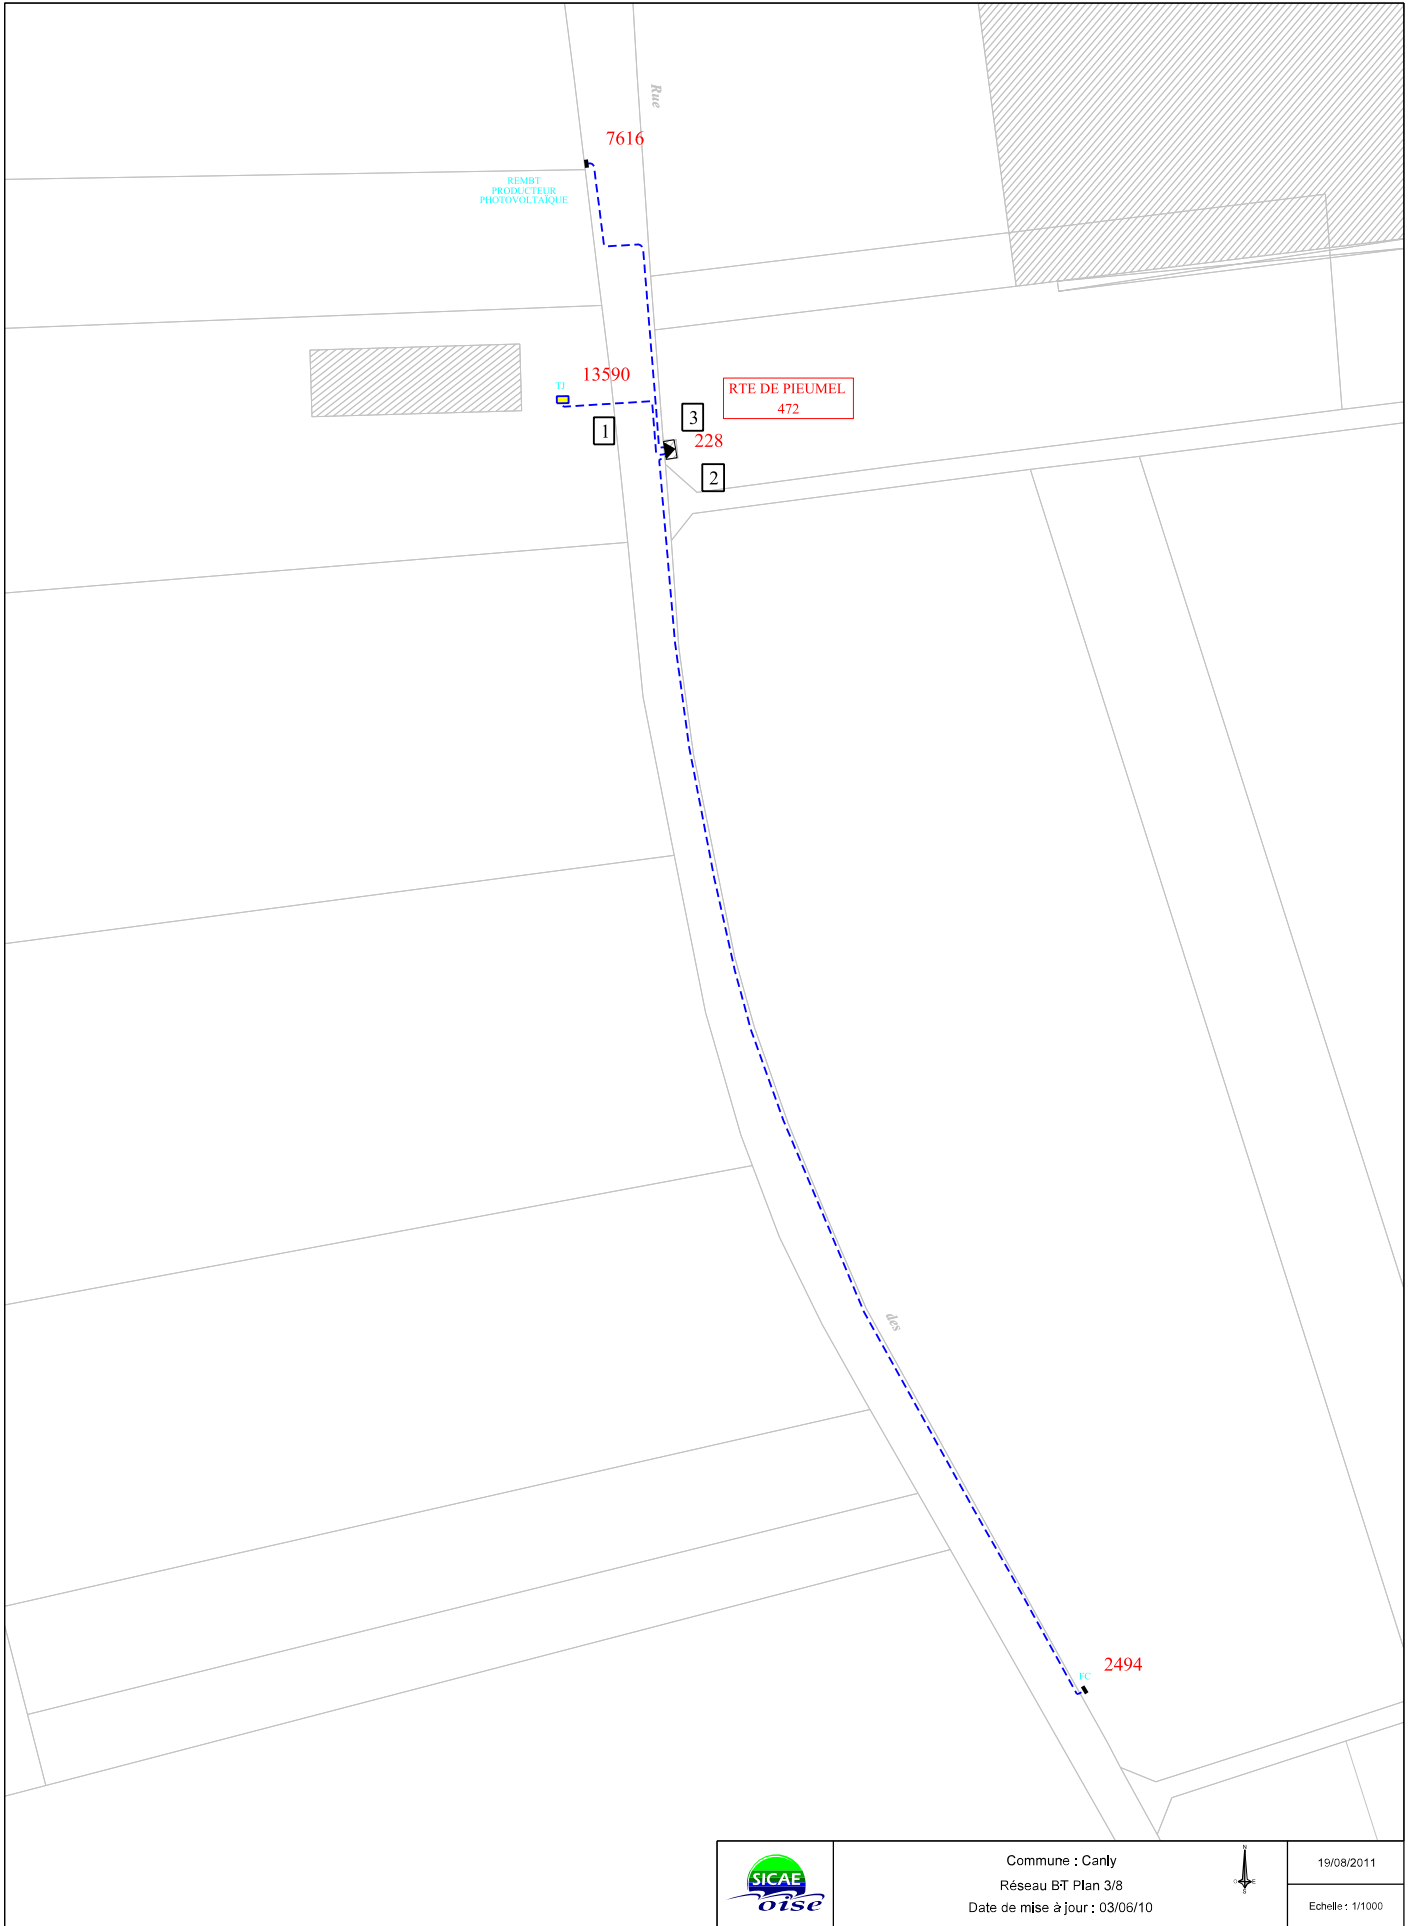 Rue
7616
REMBT
PRODUCTEUR
PHOTOVOLTAÏQUE
TJ
13590
RTE DE PIEUMEL
472
1
3
228
2
des
FC
2494
SICAE
oise
Commune : Canly
Réseau BT Plan 3/8
Date de mise à jour : 03/06/10
N
O
E
S
19/08/2011
Echelle : 1/1000